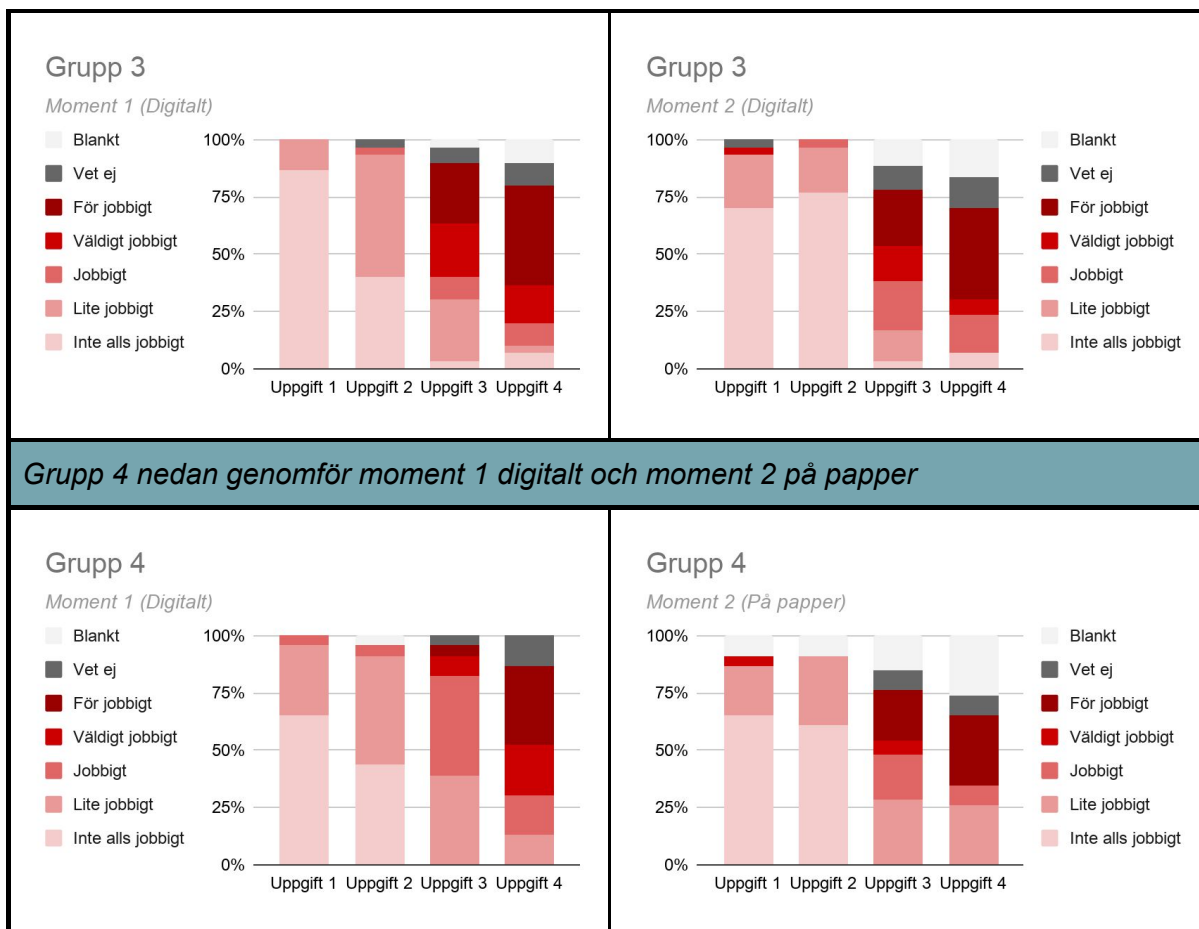 Grupp 3
Moment 1 (Digitalt)
Blankt
Vet ej
För jobbigt
Väldigt jobbigt
Jobbigt
Lite jobbigt
Inte alls jobbigt
100%
75%
50%
25%
0%
Uppgift 1 Uppgift 2 Uppgift 3 Uppgift 4
Grupp 3
Moment 2 (Digitalt)
100%
75%
50%
25%
0%
Uppgift 1 Uppgift 2 Uppgift 3 Uppgift 4
Blankt
Vet ej
För jobbigt
Väldigt jobbigt
Jobbigt
Lite jobbigt
Inte alls jobbigt
Grupp 4 nedan genomför moment 1 digitalt och moment 2 på papper
Grupp 4
Moment 1 (Digitalt)
Blankt
Vet ej
För jobbigt
Väldigt jobbigt
Jobbigt
Lite jobbigt
Inte alls jobbigt
100%
75%
50%
25%
0%
Uppgift 1 Uppgift 2 Uppgift 3 Uppgift 4
Grupp 4
Moment 2 (På papper)
100%
75%
50%
25%
0%
Uppgift 1 Uppgift 2 Uppgift 3 Uppgift 4
Blankt
Vet ej
För jobbigt
Väldigt jobbigt
Jobbigt
Lite jobbigt
Inte alls jobbigt